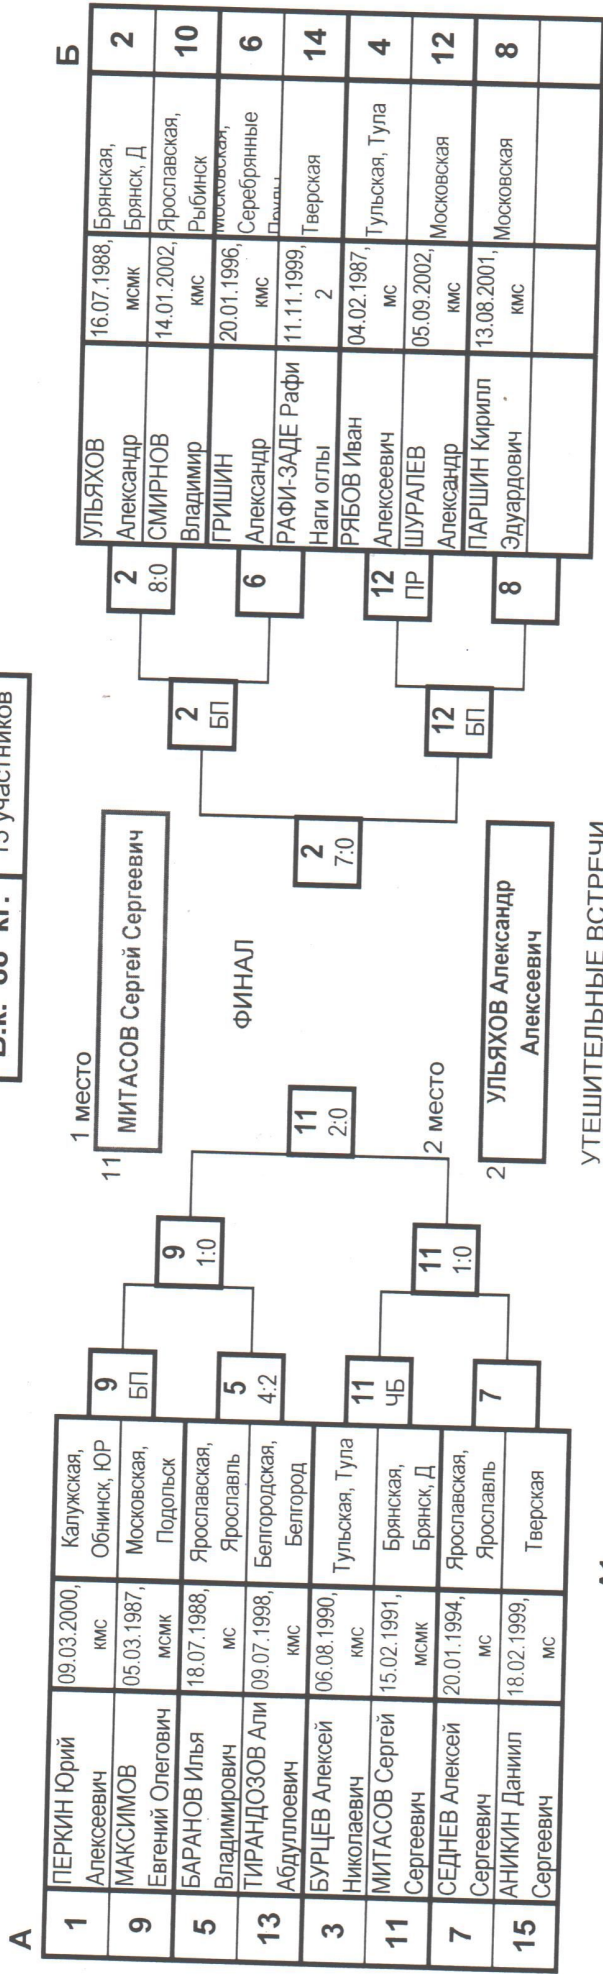 15 участников
А
1 ПЕРКИН Юрий Алексеевич 09.03.2000, кмс Калужская, Обнинск, ЮР
9 МАКСИМОВ Евгений Олегович 05.03.1987, мсмк Московская, Подольск
5 БАРАНОВ Илья Владимирович 18.07.1988, мс Ярославская, Ярославль
13 ТИРАНДОЗОВ Али Абдуллоевич 09.07.1998, кмс Белгородская, Белгород
3 БУРЦЕВ Алексей Николаевич 06.08.1990, кмс Тульская, Тула
11 МИТАСОВ Сергей Сергеевич 15.02.1991, мсмк Брянская, Брянск, Д
7 СЕДНЕВ Алексей Сергеевич 20.01.1994, мс Ярославская, Ярославль
15 АНИКИН Даниил Сергеевич 18.02.1999, мс Тверская
9
БП
5
4:2
11
ЧБ
7
9
1:0
11
1:0
11
2:0
1 место
11 МИТАСОВ Сергей Сергеевич
ФИНАЛ
2 место
2 УЛЬЯХОВ Александр
Алексеевич
2
7:0
2
БП
12
БП
2
8:0
6
12
ПР
8
Б
УЛЬЯХОВ Александр 16.07.1988, мсмк Брянская, Брянск, Д 2
СМИРНОВ Владимир 14.01.2002, кмс Ярославская, Рыбинск 10
ГРИШИН Александр 20.01.1996, кмс Московская, Серебрянные 6
РАФИ-ЗАДЕ Рафи Наги оглы 11.11.1999, 2 Тверская 14
РЯБОВ Иван Алексеевич 04.02.1987, мс Тульская, Тула 4
ШУРАЛЕВ Александр 05.09.2002, кмс Московская 12
ПАРШИН Кирилл Эдуардович 13.08.2001, кмс Московская 8
УТЕШИТЕЛЬНЫЕ ВСТРЕЧИ